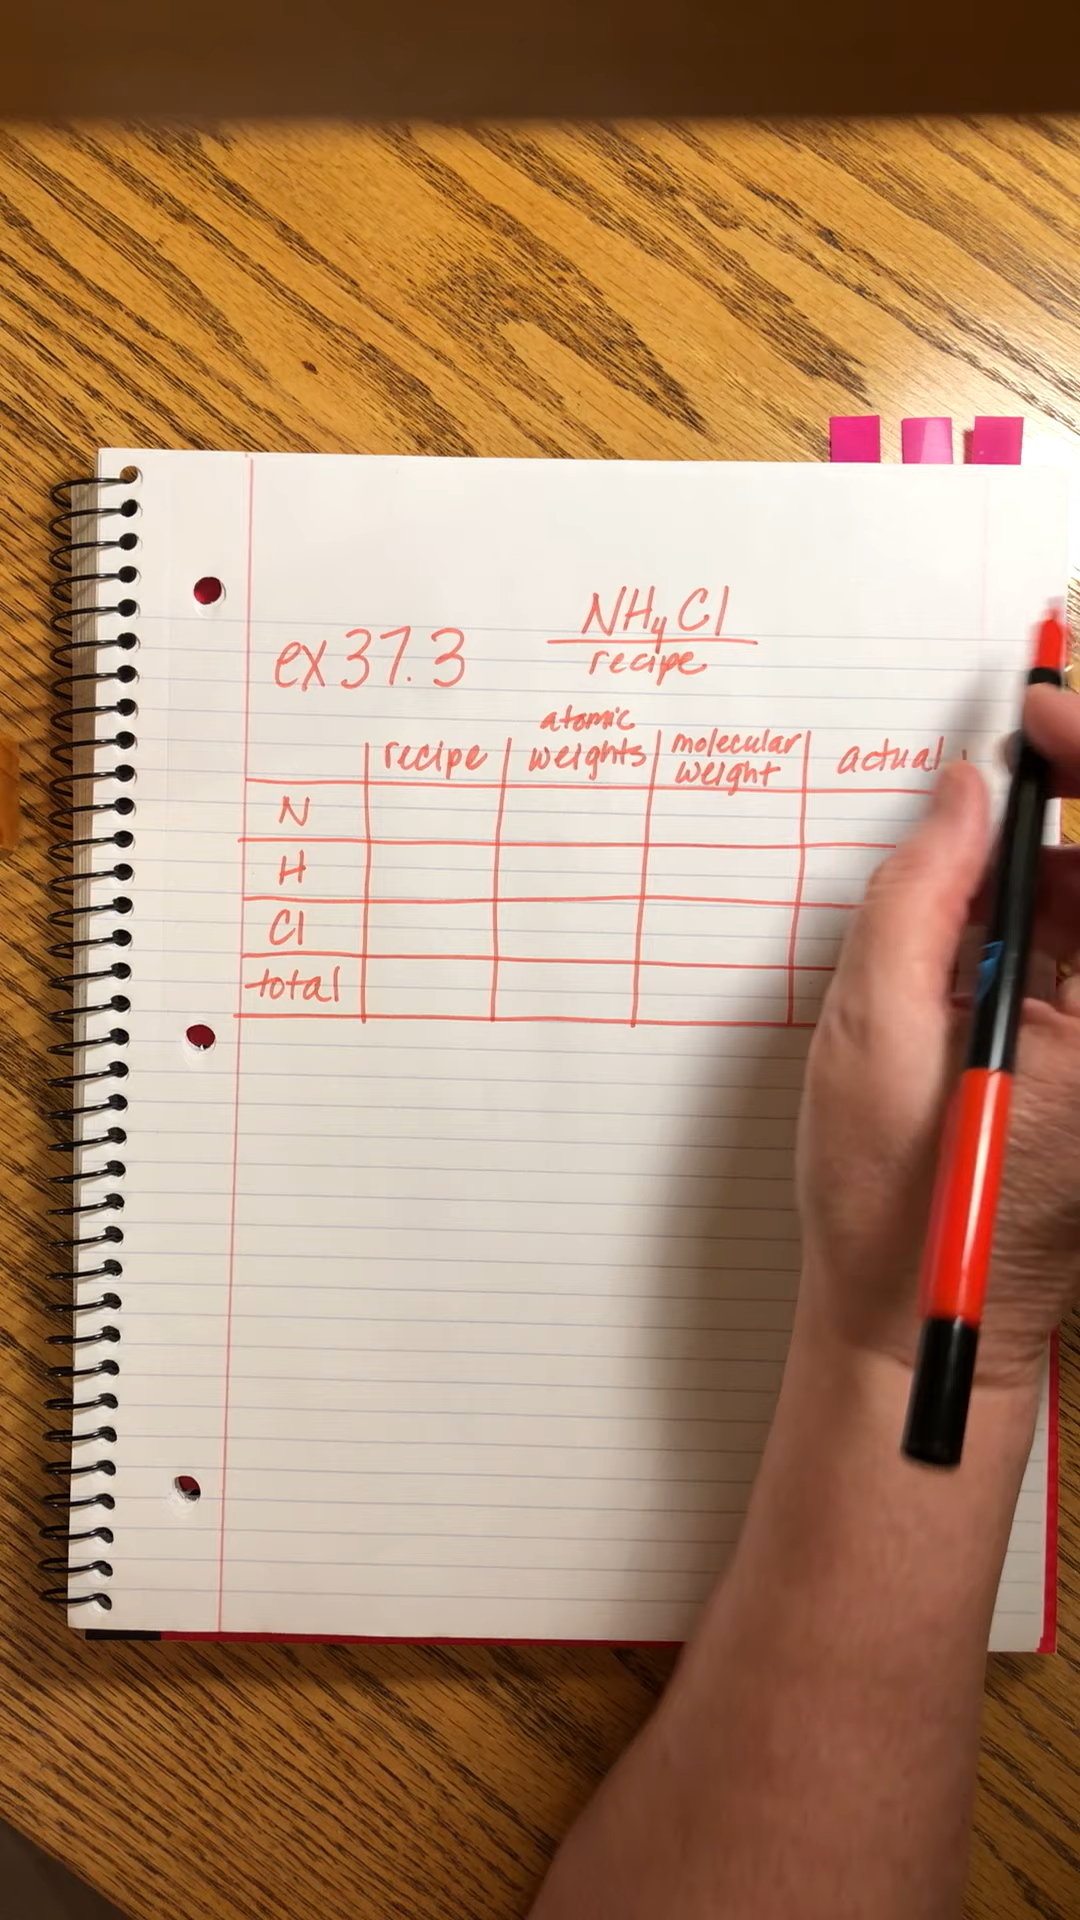 NH₄Cl
ex 37.3 recipe
recipe atomic weights molecular weight actual
N
H
Cl
total